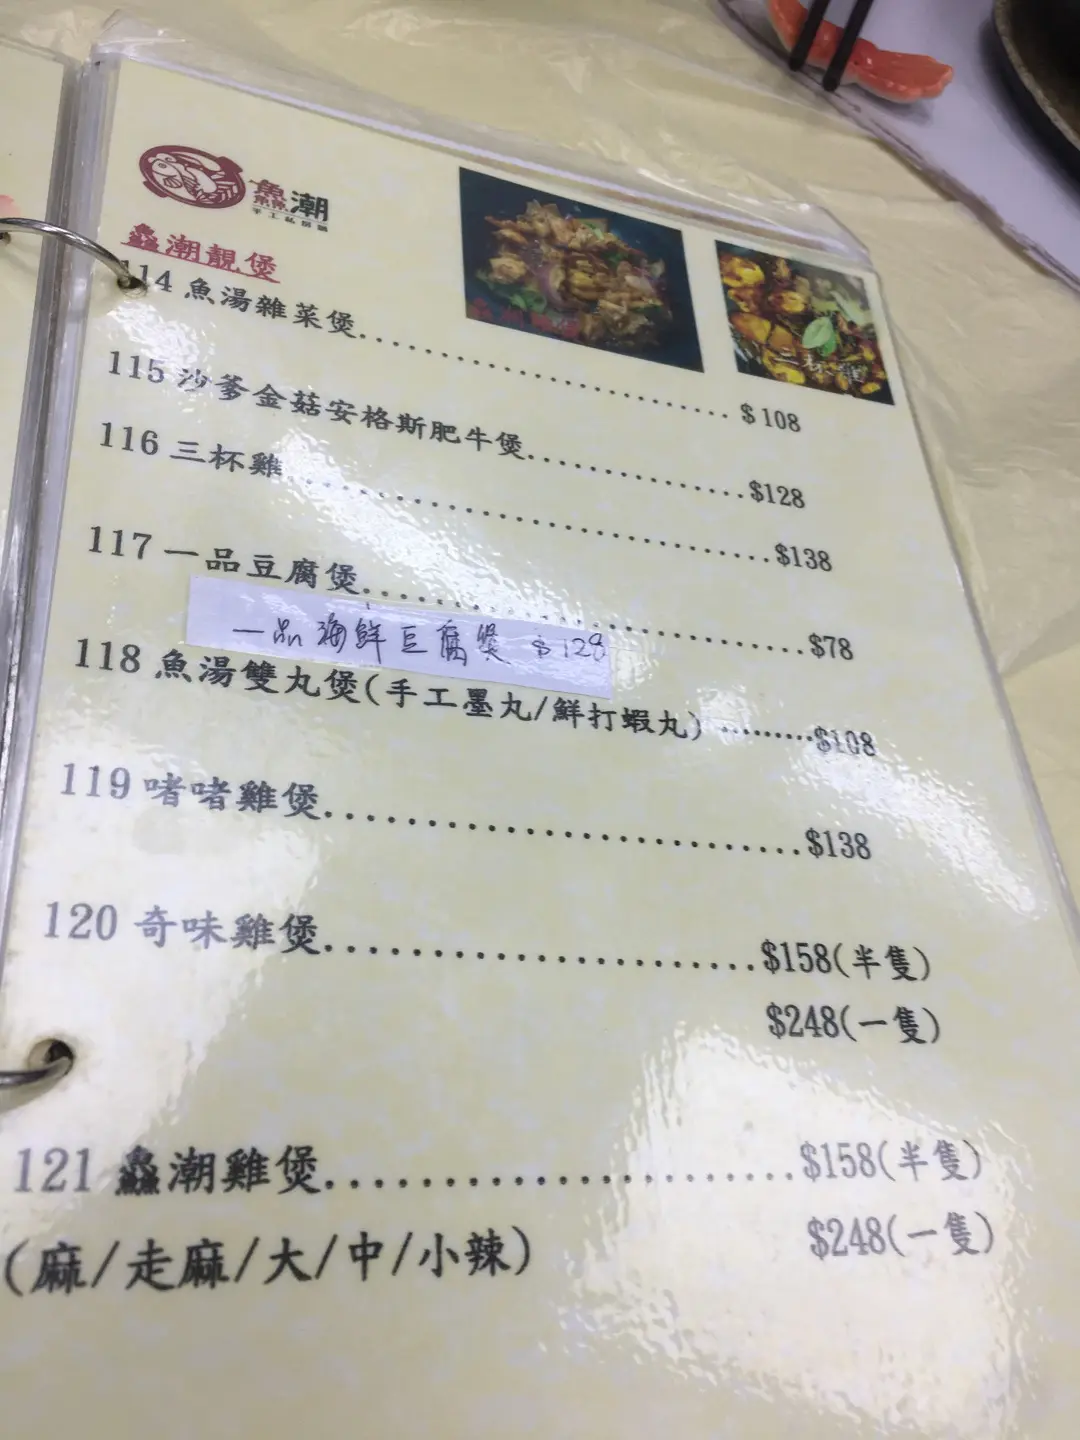 鱻潮
手工私房菜
鱻潮靚煲
114 魚湯雜菜煲 $108
115 沙爹金菇安格斯肥牛煲 $128
116 三杯雞 $138
117 一品豆腐煲 $78
一品海鮮豆腐煲 $128
118 魚湯雙丸煲(手工墨丸/鮮打蝦丸) $108
119 啫啫雞煲 $138
120 奇味雞煲 $158(半隻)
$248(一隻)
121 鱻潮雞煲 $158(半隻)
$248(一隻)
(麻/走麻/大/中/小辣)
三杯雞